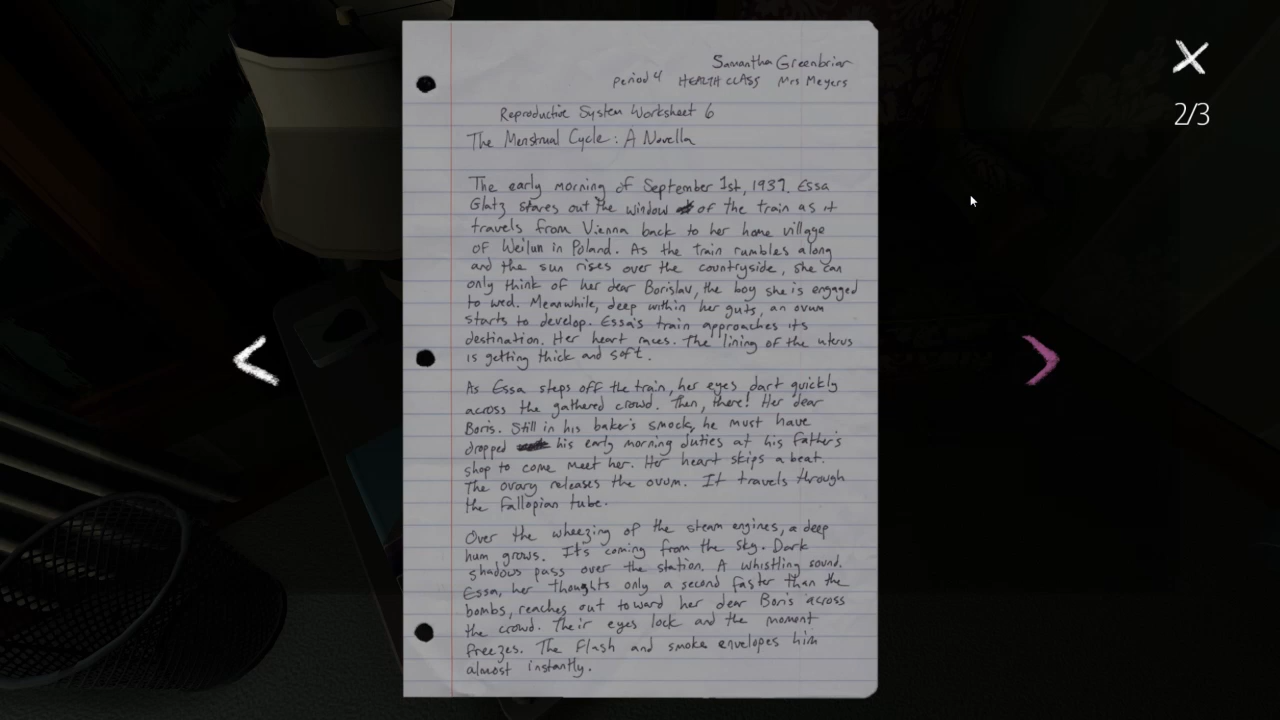 Samantha Greenbriar
period 4 HEALTH CLASS Mrs Meyers
2/3
Reproductive System Worksheet 6
The Menstrual Cycle: A Novella
The early morning of September 1st, 1937. Essa
Glatz stares out the window of the train as it
travels from Vienna back to her home village
of Weilun in Poland. As the train rumbles along
and the sun rises over the countryside, she can
only think of her dear Borislav, the boy she is engaged
to wed. Meanwhile, deep within her guts, an ovum
starts to develop. Essa's train approaches its
destination. Her heart races. The lining of the uterus
is getting thick and soft.
As Essa steps off the train, her eyes dart quickly
across the gathered crowd. Then, there! Her dear
Boris. Still in his baker's smock, he must have
dropped his early morning duties at his father's
shop to come meet her. Her heart skips a beat.
The ovary releases the ovum. It travels through
the fallopian tube.
Over the wheezing of the steam engines, a deep
hum grows. It's coming from the sky. Dark
shadows pass over the station. A whistling sound.
Essa, her thoughts only a second faster than the
bombs, reaches out toward her dear Boris across
the crowd. Their eyes lock and the moment
freezes. The flash and smoke envelopes him
almost instantly.